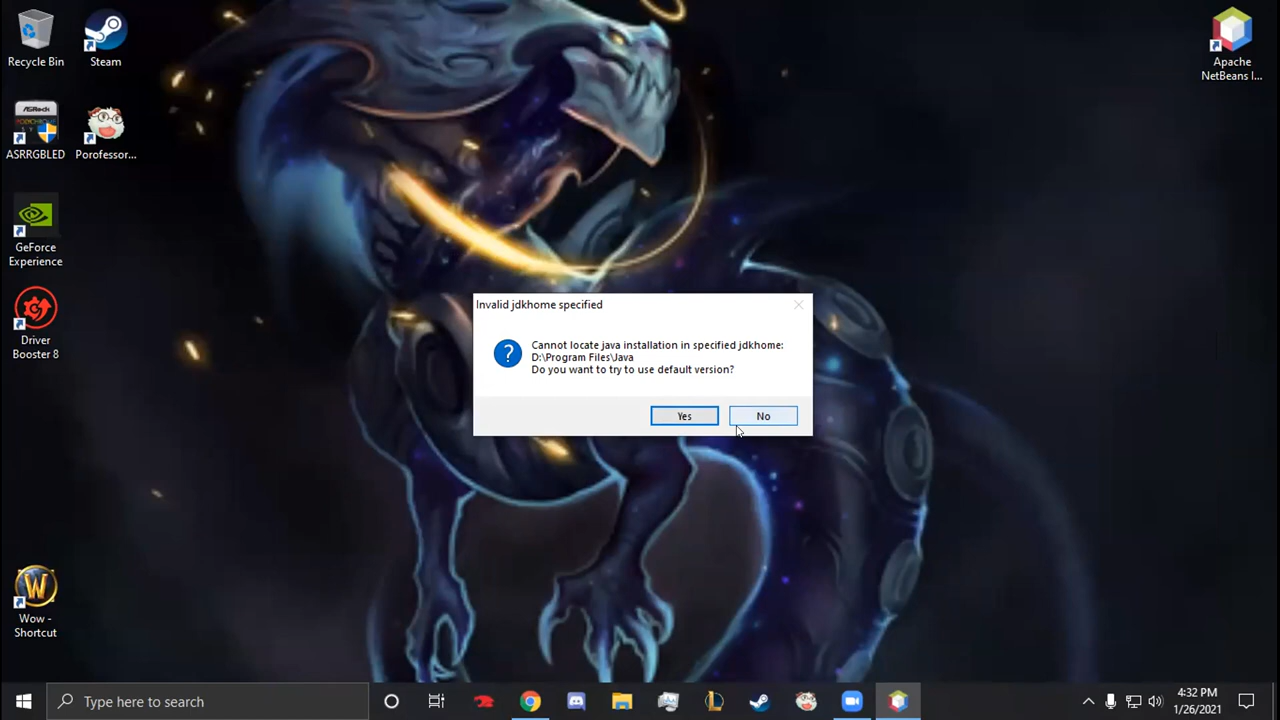 Recycle Bin
Steam
Apache
NetBeans I...
ASRock
ASRRGBLED
Porofessor...
GeForce
Experience
Driver
Booster 8
Invalid jdkhome specified
Cannot locate java installation in specified jdkhome:
D:\Program Files\Java
Do you want to try to use default version?
Yes
No
W
Wow -
Shortcut
Type here to search
4:32 PM
1/26/2021